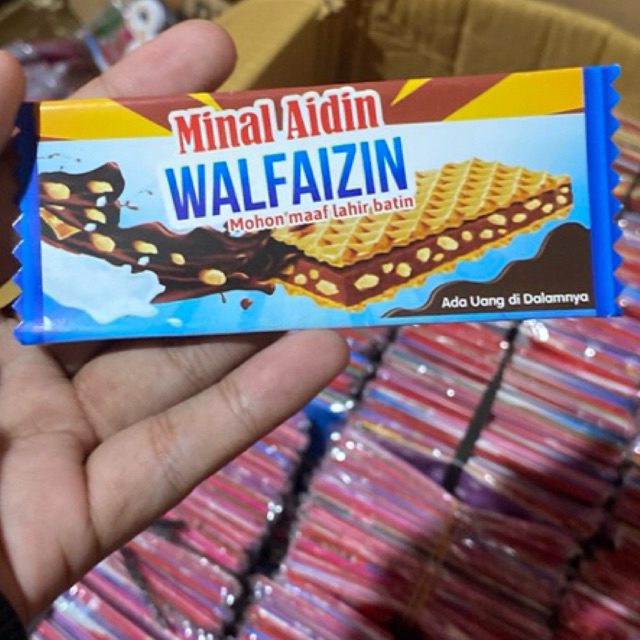 Minal Aidin
WALFAIZIN
Mohon maaf lahir batin
Ada Uang di Dalamnya